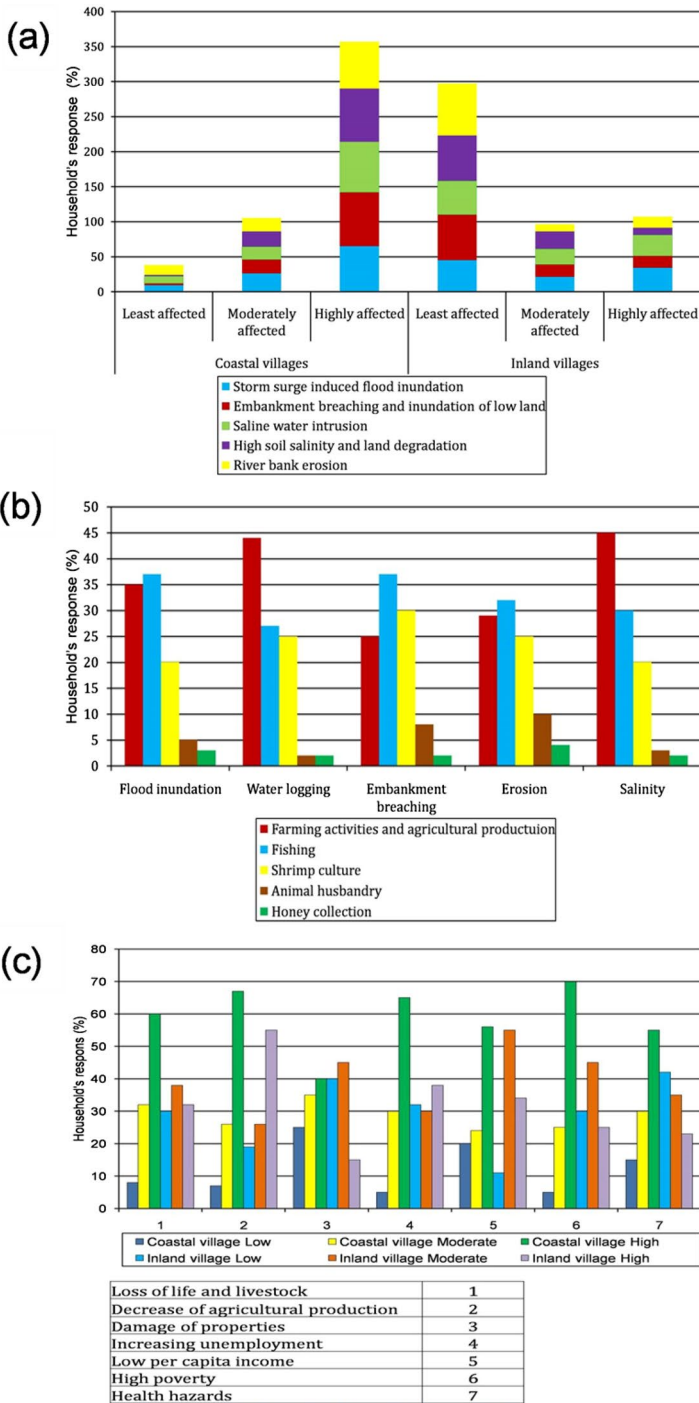 (a)
Household's response (%)
400
350
300
250
200
150
100
50
0
Least affected
Moderately
affected
Highly affected
Least affected
Moderately
affected
Highly affected
Coastal villages
Inland villages
Storm surge induced flood inundation
Embankment breaching and inundation of low land
Saline water intrusion
High soil salinity and land degradation
River bank erosion
(b)
Household's response (%)
50
45
40
35
30
25
20
15
10
5
0
Flood inundation
Water logging
Embankment
breaching
Erosion
Salinity
Farming activities and agricultural productuion
Fishing
Shrimp culture
Animal husbandry
Honey collection
(c)
Household's respons (%)
80
70
60
50
40
30
20
10
0
1 2 3 4 5 6 7
Coastal village Low Coastal village Moderate Coastal village High
Inland village Low Inland village Moderate Inland village High
Loss of life and livestock 1
Decrease of agricultural production 2
Damage of properties 3
Increasing unemployment 4
Low per capita income 5
High poverty 6
Health hazards 7